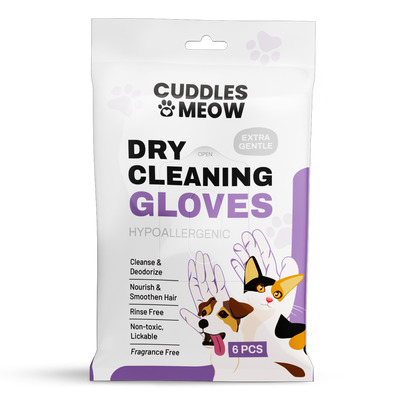 CUDDLES
MEOW
EXTRA
GENTLE
OPEN
DRY
CLEANING
GLOVES
HYPOALLERGENIC
Cleanse &
Deodorize
Nourish &
Smoothen Hair
Rinse Free
Non-toxic,
Lickable
Fragrance Free
6 PCS